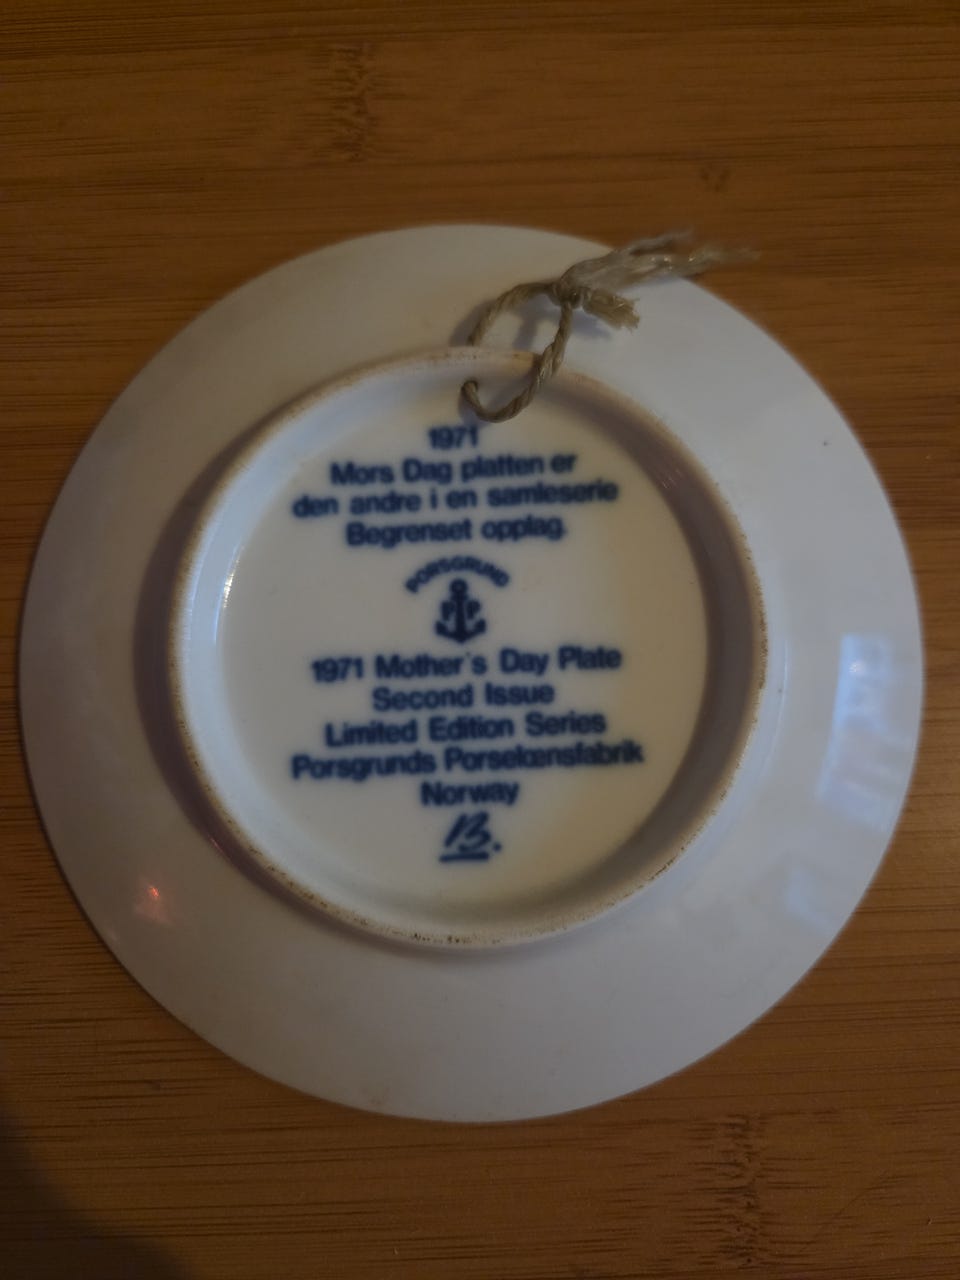 1971
Mors Dag platten er
den andre i en samleserie
Begrenset opplag.
PORSGRUND
P P
1971 Mother's Day Plate
Second Issue
Limited Edition Series
Porsgrunds Porselænsfabrik
Norway
B.